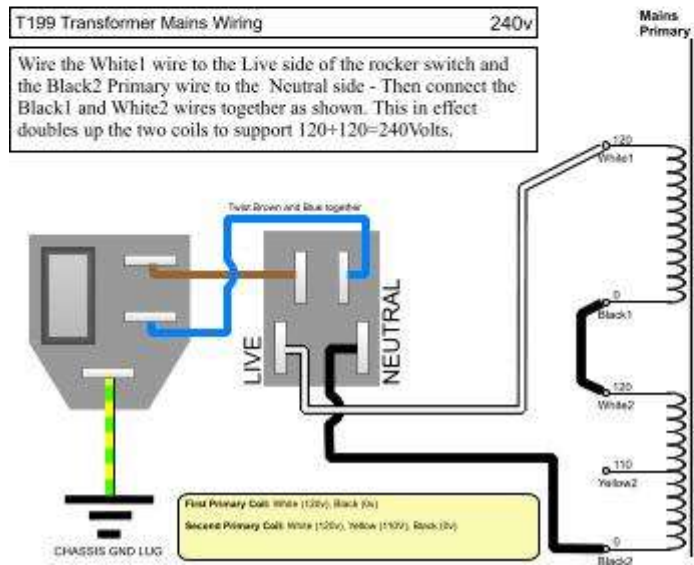 T199 Transformer Mains Wiring 240v
Mains
Primary
Wire the White1 wire to the Live side of the rocker switch and
the Black2 Primary wire to the Neutral side - Then connect the
Black1 and White2 wires together as shown. This in effect
doubles up the two coils to support 120+120=240Volts.
120
White1
Twist Brown and Blue together
0
Black1
LIVE
NEUTRAL
120
White2
110
Yellow2
First Primary Coil: White (120v), Black (0v)
Second Primary Coil: White (120v), Yellow (110V), Black (0v)
0
Black2
CHASSIS GND LUG